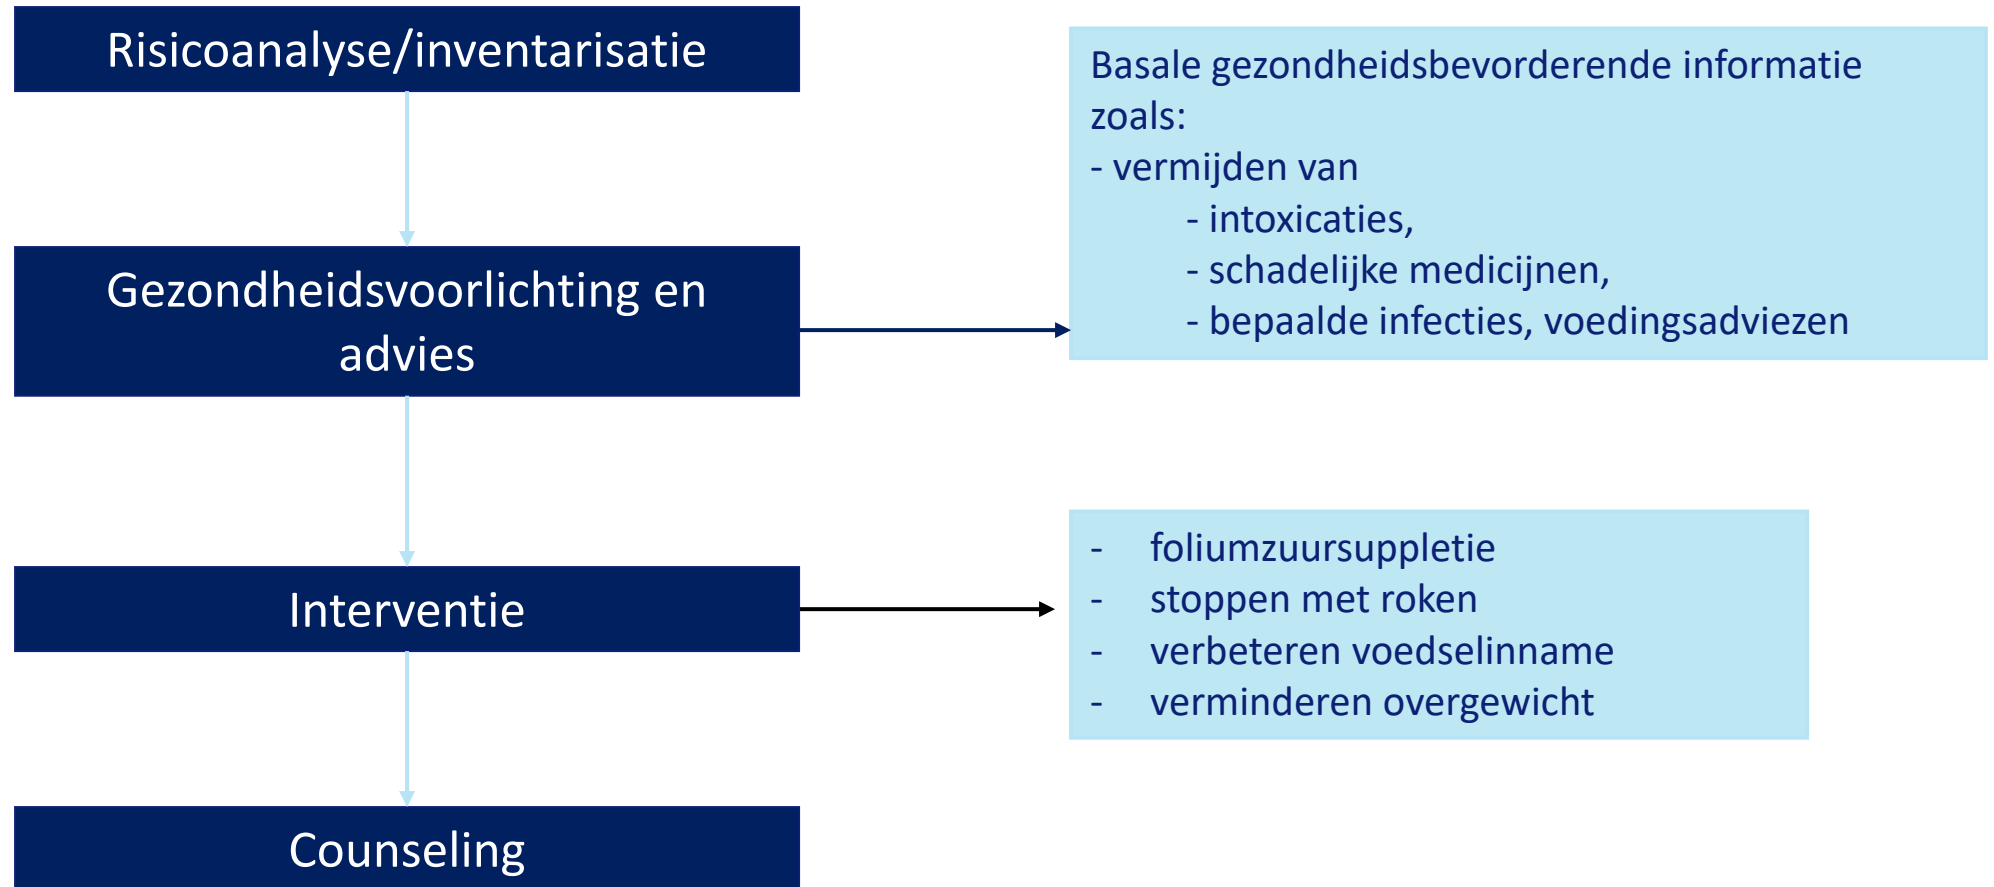 Risicoanalyse/inventarisatie
Basale gezondheidsbevorderende informatie
zoals:
- vermijden van
- intoxicaties,
- schadelijke medicijnen,
- bepaalde infecties, voedingsadviezen
Gezondheidsvoorlichting en
advies
Interventie
- foliumzuursuppletie
- stoppen met roken
- verbeteren voedselinname
- verminderen overgewicht
Counseling